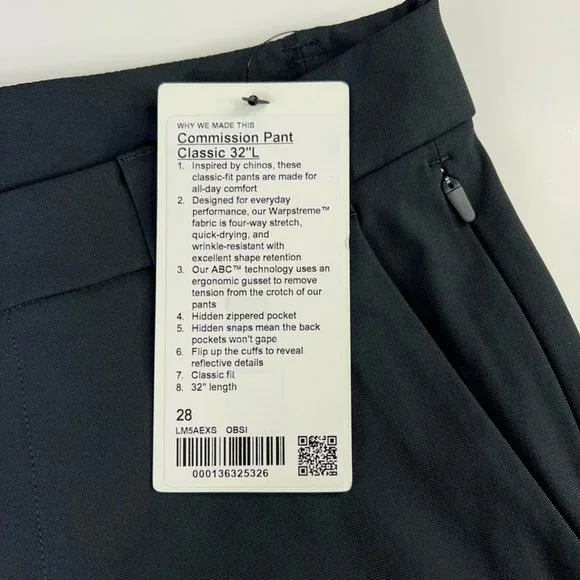 WHY WE MADE THIS
Commission Pant
Classic 32"L
1. Inspired by chinos, these
classic-fit pants are made for
all-day comfort
2. Designed for everyday
performance, our Warpstreme™
fabric is four-way stretch,
quick-drying, and
wrinkle-resistant with
excellent shape retention
3. Our ABC™ technology uses an
ergonomic gusset to remove
tension from the crotch of our
pants
4. Hidden zippered pocket
5. Hidden snaps mean the back
pockets won't gape
6. Flip up the cuffs to reveal
reflective details
7. Classic fit
8. 32" length
28
LM5AEXS OBSI
000136325326